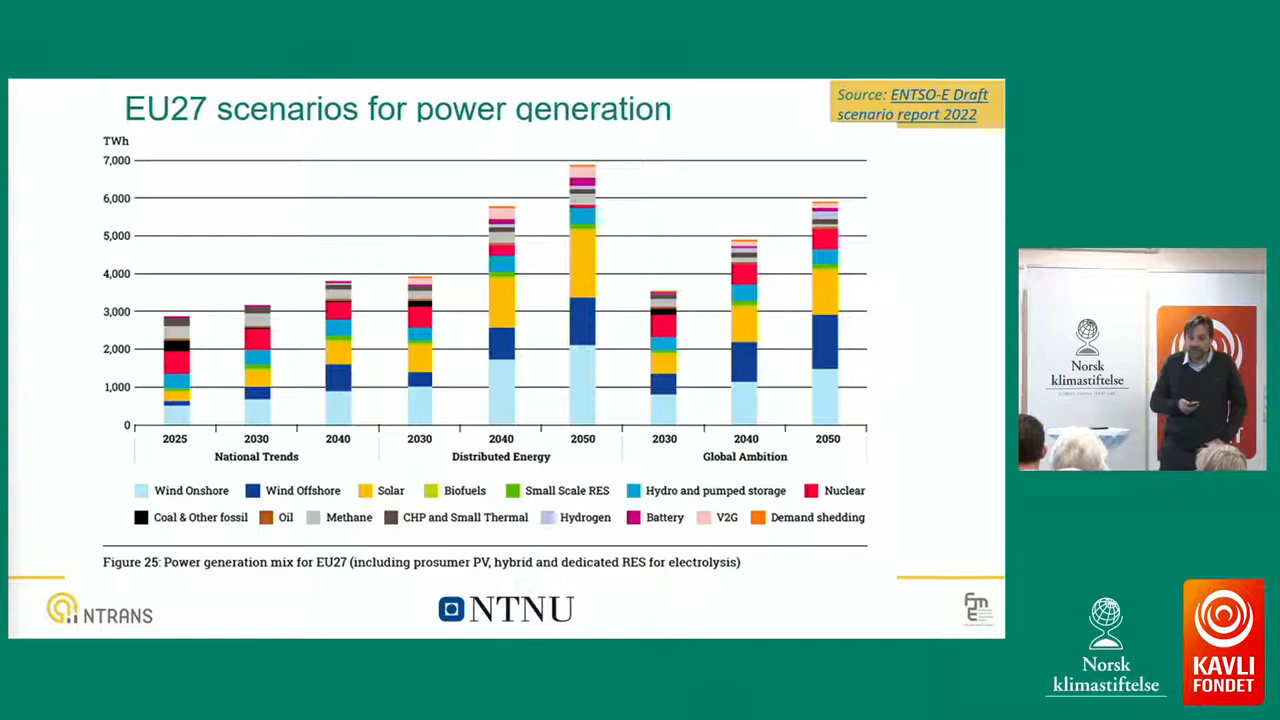 EU27 scenarios for power generation
Source: ENTSO-E Draft
scenario report 2022
TWh
7,000
6,000
5,000
4,000
3,000
2,000
1,000
0
2025 2030 2040 2030 2040 2050 2030 2040 2050
National Trends Distributed Energy Global Ambition
Wind Onshore Wind Offshore Solar Biofuels Small Scale RES Hydro and pumped storage Nuclear
Coal & Other fossil Oil Methane CHP and Small Thermal Hydrogen Battery V2G Demand shedding
Figure 25: Power generation mix for EU27 (including prosumer PV, hybrid and dedicated RES for electrolysis)
NTRANS
NTNU
fme
Norsk
klimastiftelse
Norsk
klimastiftelse
KAVLI
FONDET